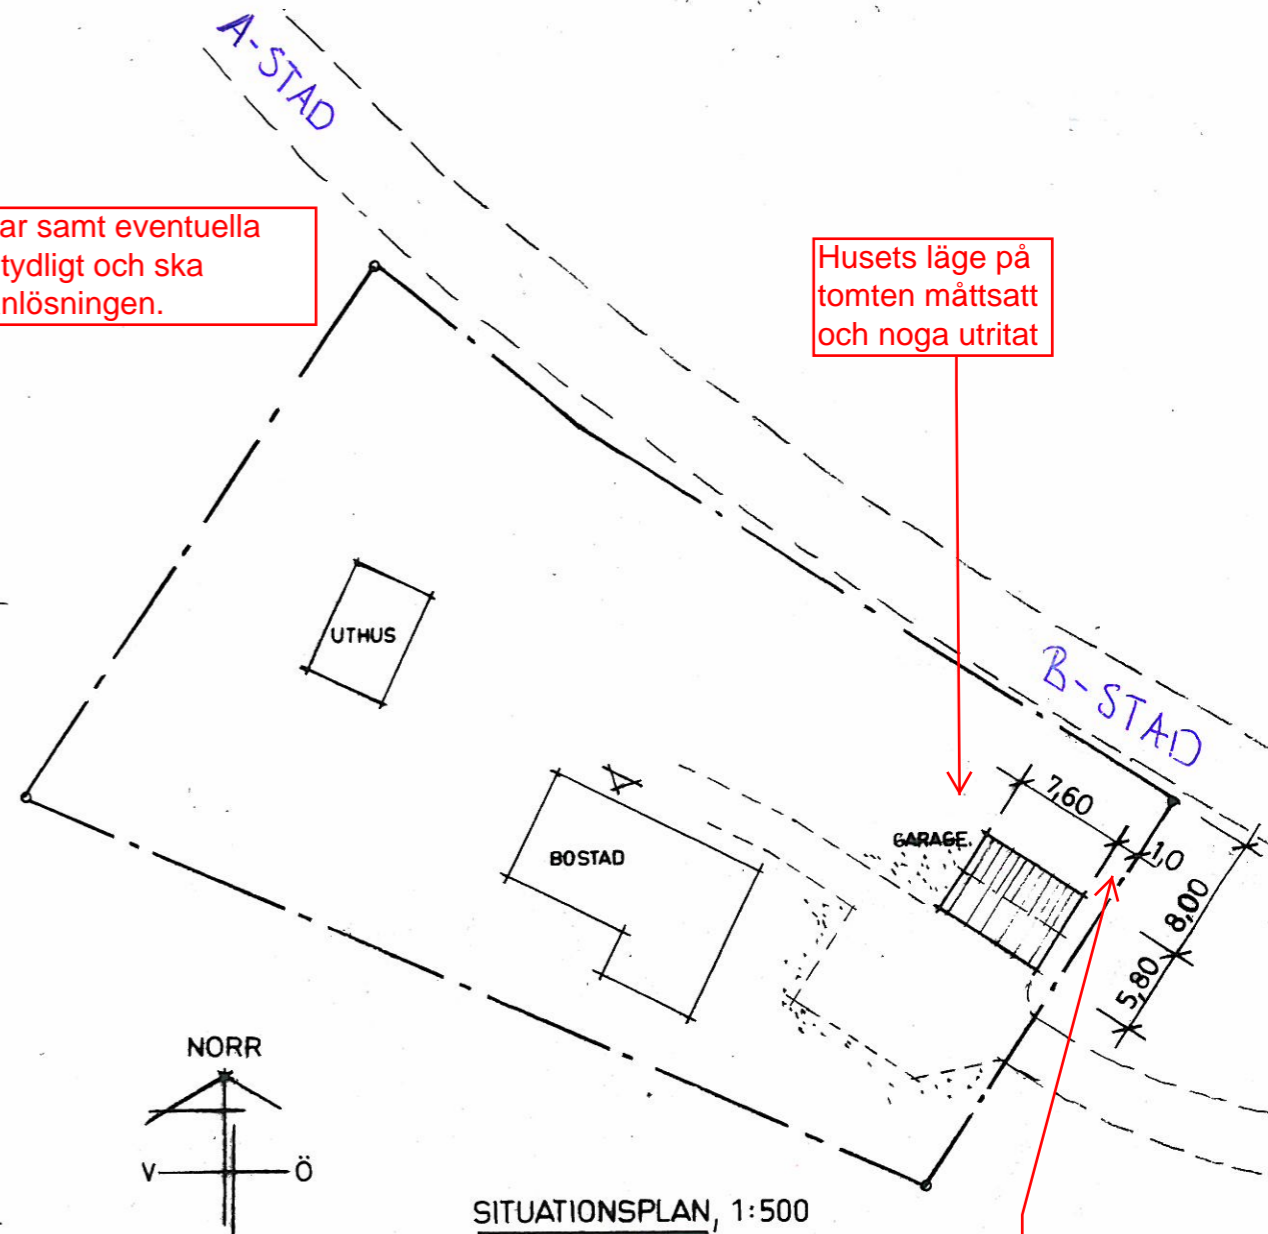 A-STAD
ar samt eventuella
tydligt och ska
nlösningen.
Husets läge på
tomten måttsatt
och noga utritat
UTHUS
B-STAD
7,60
1,0
GARAGE.
BOSTAD
8,00
5,80
NORR
V
Ö
SITUATIONSPLAN, 1:500